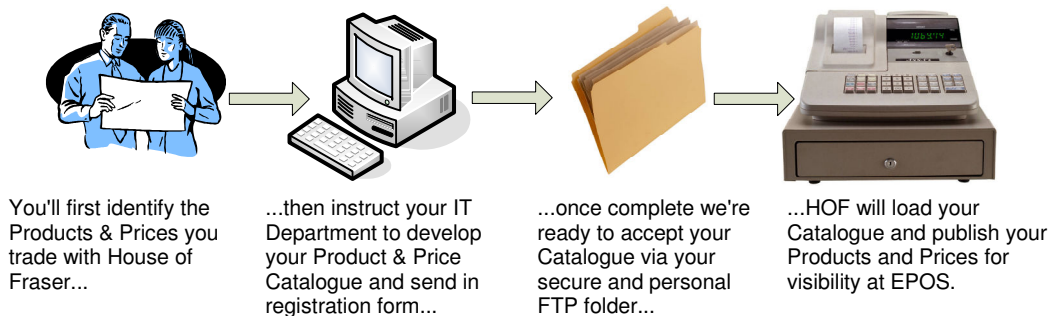 You'll first identify the
Products & Prices you
trade with House of
Fraser...
...then instruct your IT
Department to develop
your Product & Price
Catalogue and send in
registration form...
...once complete we're
ready to accept your
Catalogue via your
secure and personal
FTP folder...
...HOF will load your
Catalogue and publish your
Products and Prices for
visibility at EPOS.